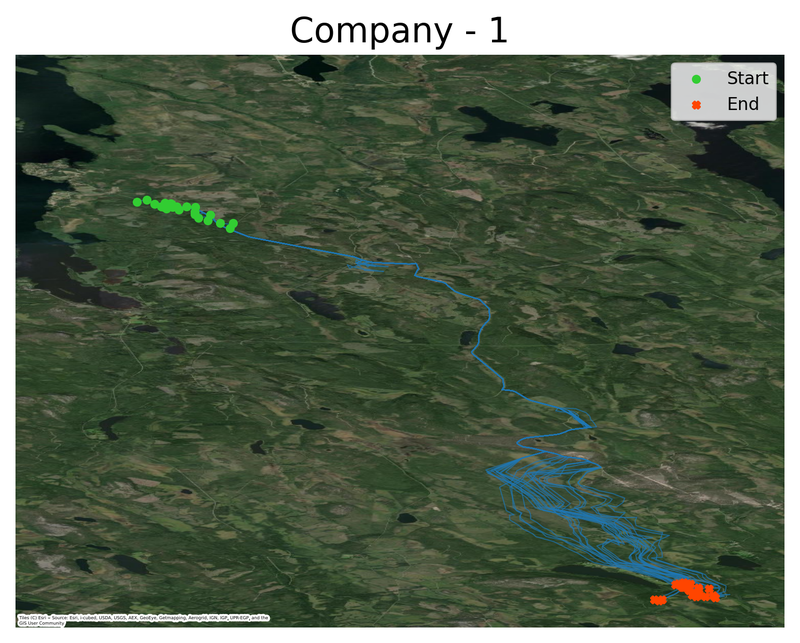 Company - 1
Start
End
Tiles (C) Esri -- Source: Esri, i-cubed, USDA, USGS, AEX, GeoEye, Getmapping, Aerogrid, IGN, IGP, UPR-EGP, and the
GIS User Community